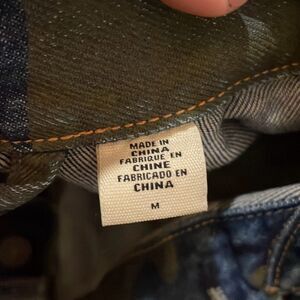 MADE IN
CHINA
FABRIQUE EN
CHINE
FABRICADO EN
CHINA
M